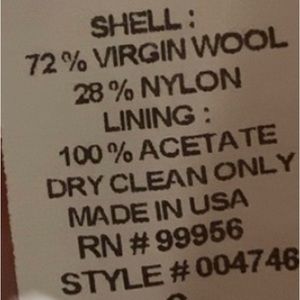 SHELL :
72 % VIRGIN WOOL
28 % NYLON
LINING :
100 % ACETATE
DRY CLEAN ONLY
MADE IN USA
RN # 99956
STYLE # 004746